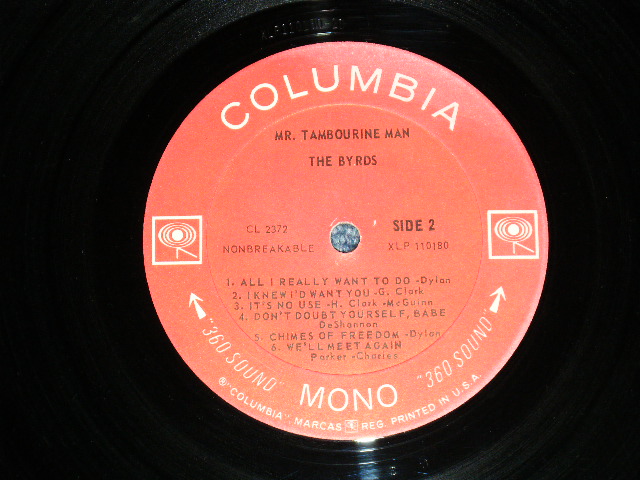 COLUMBIA
MR. TAMBOURINE MAN
THE BYRDS
CL 2372
SIDE 2
NONBREAKABLE
XLP 110180
1. ALL I REALLY WANT TO DO -Dylan
2. I KNEW I'D WANT YOU -G. Clark
3. IT'S NO USE -H. Clark -McGuinn
4. DON'T DOUBT YOURSELF, BABE
DeShannon
5. CHIMES OF FREEDOM -Dylan
6. WE'LL MEET AGAIN
Parker -Charles
"360 SOUND"
MONO
"360 SOUND"
® "COLUMBIA" MARCAS REG. PRINTED IN U.S.A.